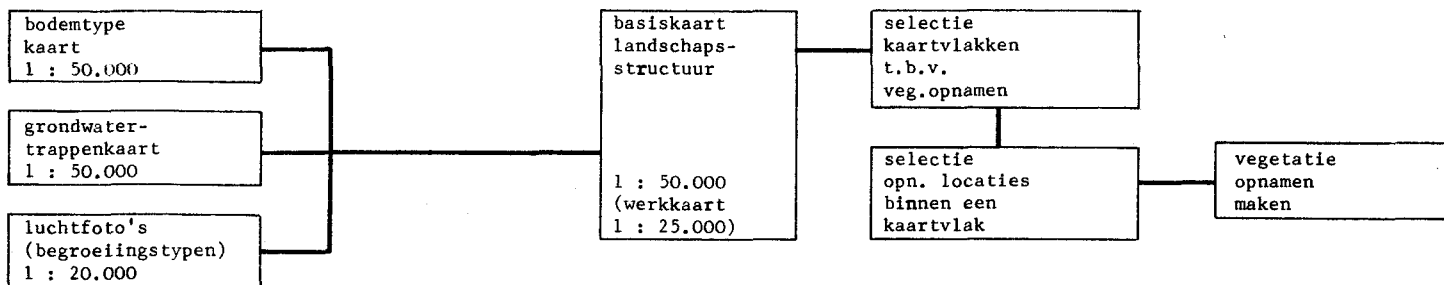 bodemtype
kaart
1 : 50.000
grondwater-
trappenkaart
1 : 50.000
luchtfoto's
(begroeiingstypen)
1 : 20.000
basiskaart
landschaps-
structuur
1 : 50.000
(werkkaart
1 : 25.000)
selectie
kaartvlakken
t.b.v.
veg.opnamen
selectie
opn. locaties
binnen een
kaartvlak
vegetatie
opnamen
maken